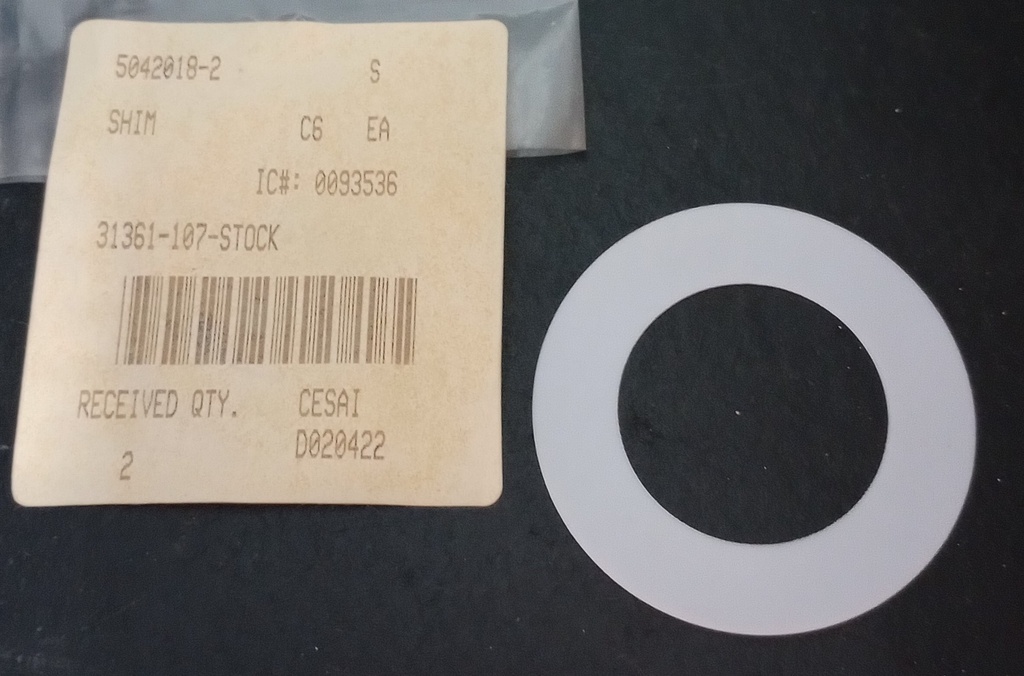 5042018-2 S
SHIM C6 EA
IC#: 0093536
31361-107-STOCK
RECEIVED QTY. CESAI
2 D020422